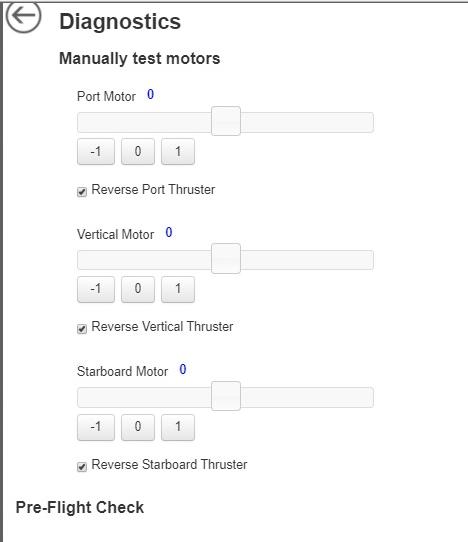 Diagnostics
Manually test motors
Port Motor 0
-1 0 1
Reverse Port Thruster
Vertical Motor 0
-1 0 1
Reverse Vertical Thruster
Starboard Motor 0
-1 0 1
Reverse Starboard Thruster
Pre-Flight Check